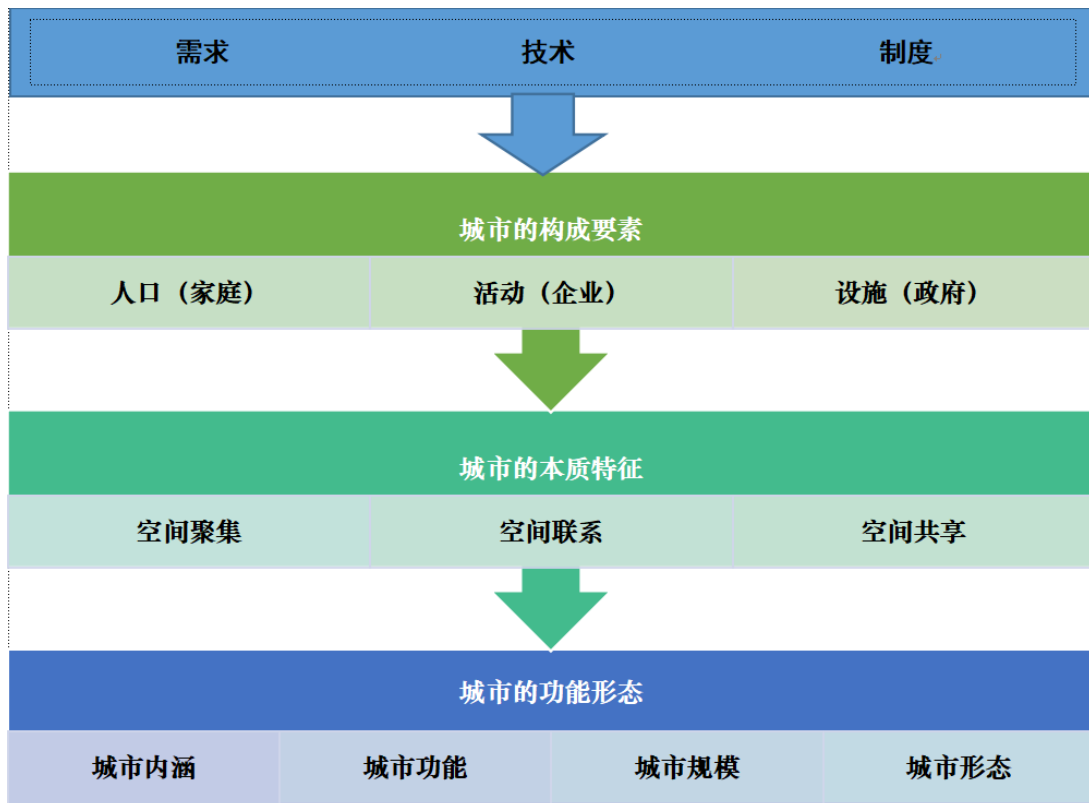 需求 技术 制度
城市的构成要素
人口（家庭） 活动（企业） 设施（政府）
城市的本质特征
空间聚集 空间联系 空间共享
城市的功能形态
城市内涵 城市功能 城市规模 城市形态